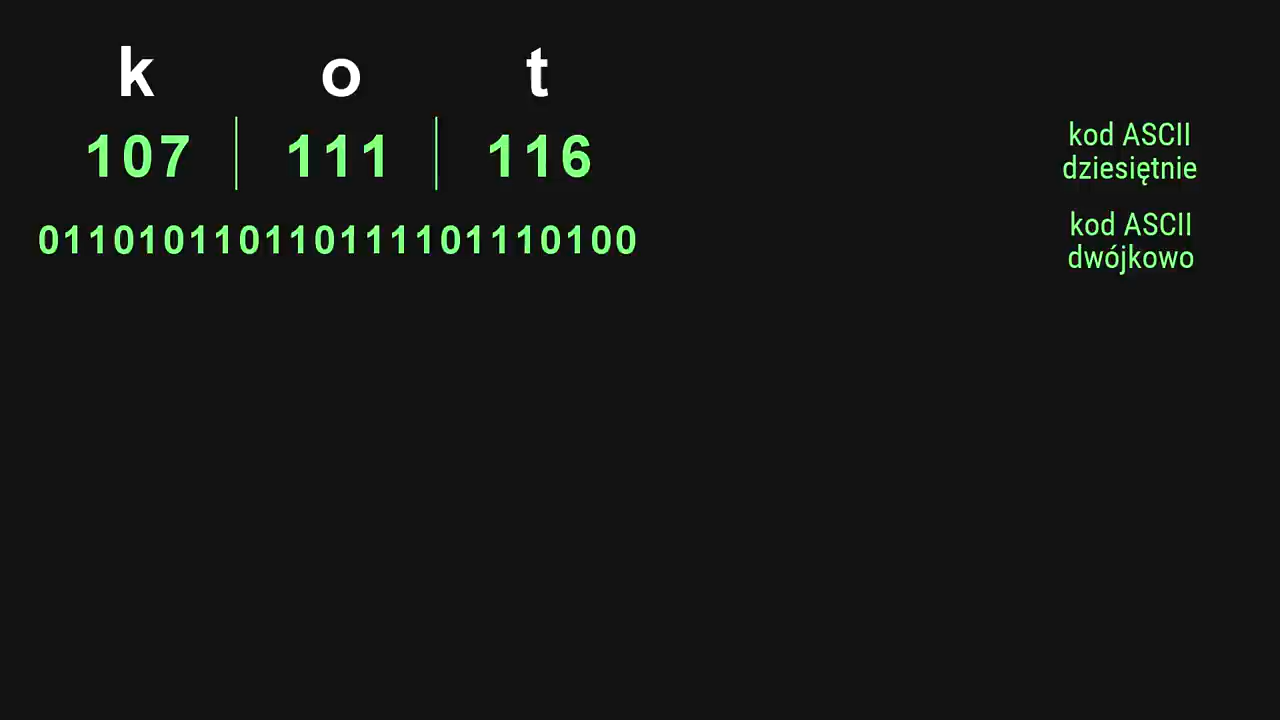 k o t
107 | 111 | 116
kod ASCII
dziesiętnie
011010110110111101110100
kod ASCII
dwójkowo